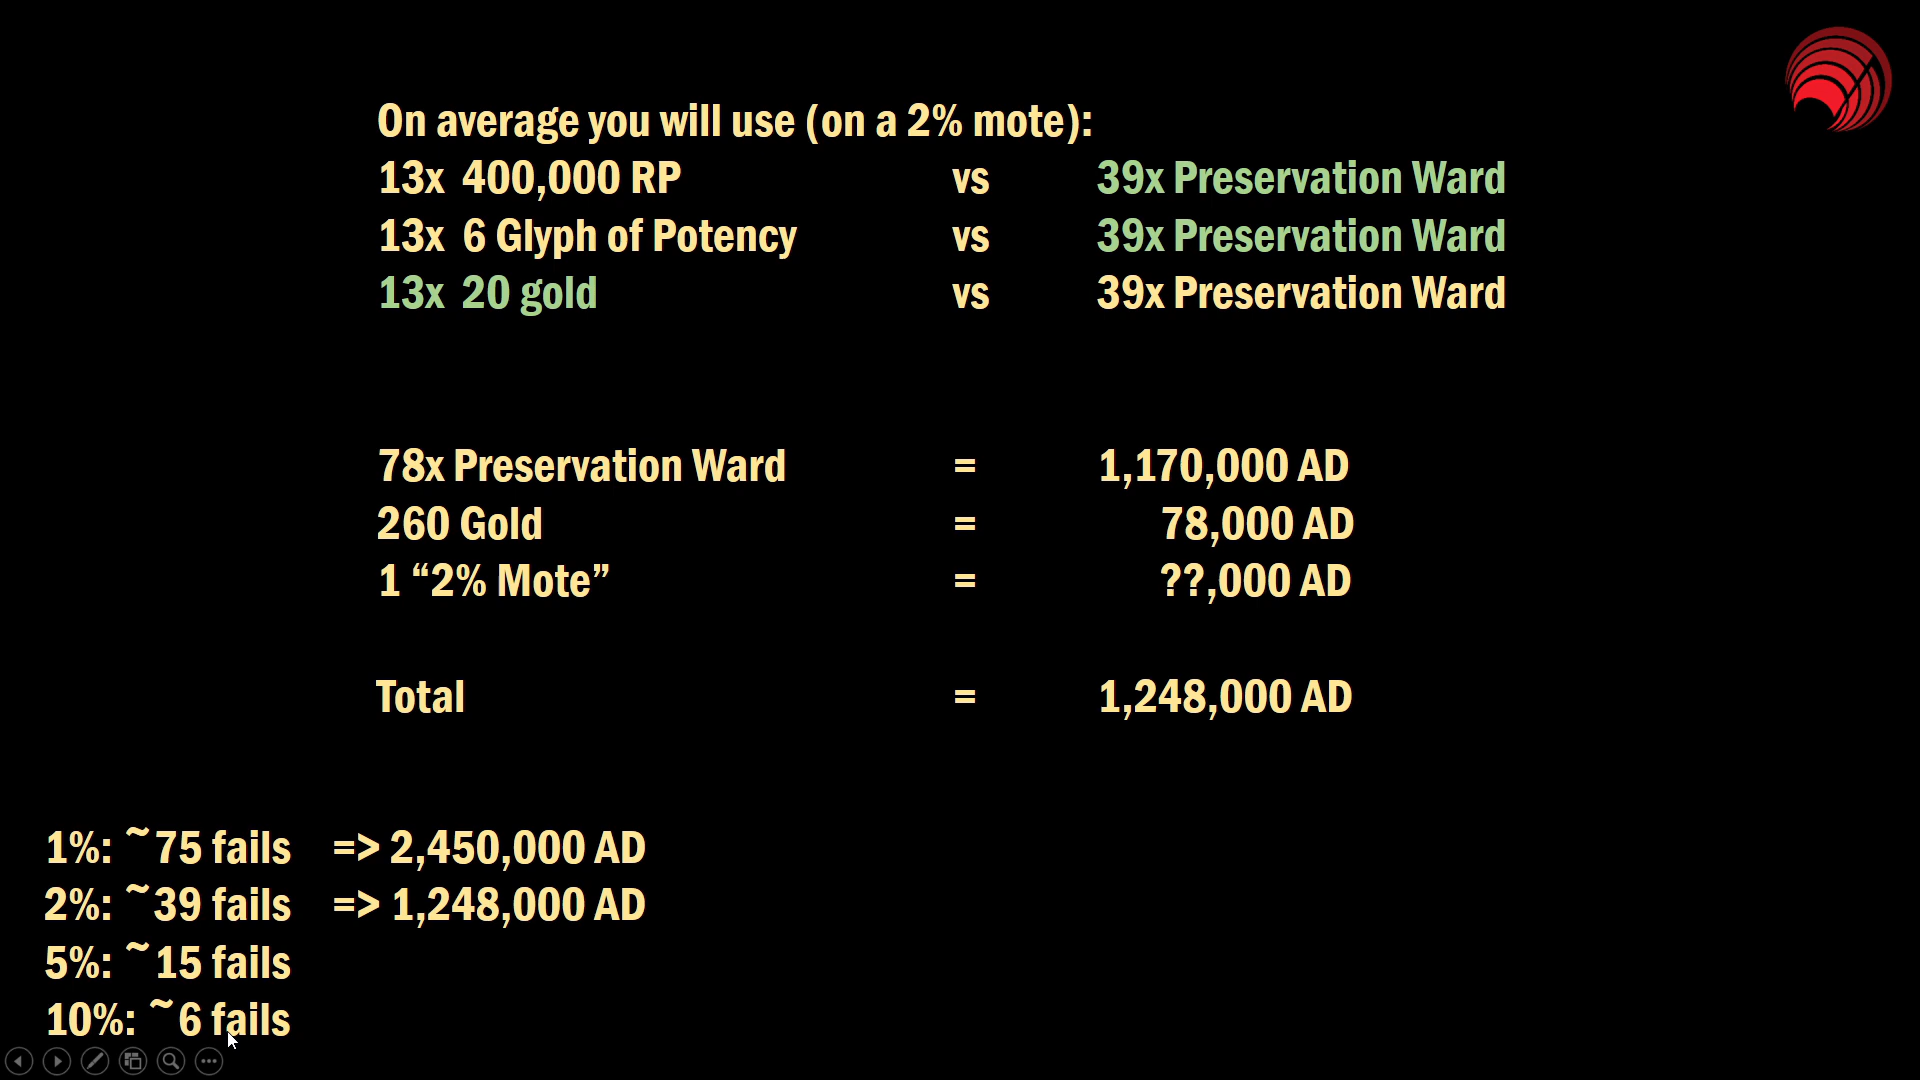 On average you will use (on a 2% mote):
13x 400,000 RP vs 39x Preservation Ward
13x 6 Glyph of Potency vs 39x Preservation Ward
13x 20 gold vs 39x Preservation Ward
78x Preservation Ward = 1,170,000 AD
260 Gold = 78,000 AD
1 “2% Mote” = ??,000 AD
Total = 1,248,000 AD
1%: ~75 fails => 2,450,000 AD
2%: ~39 fails => 1,248,000 AD
5%: ~15 fails
10%: ~6 fails